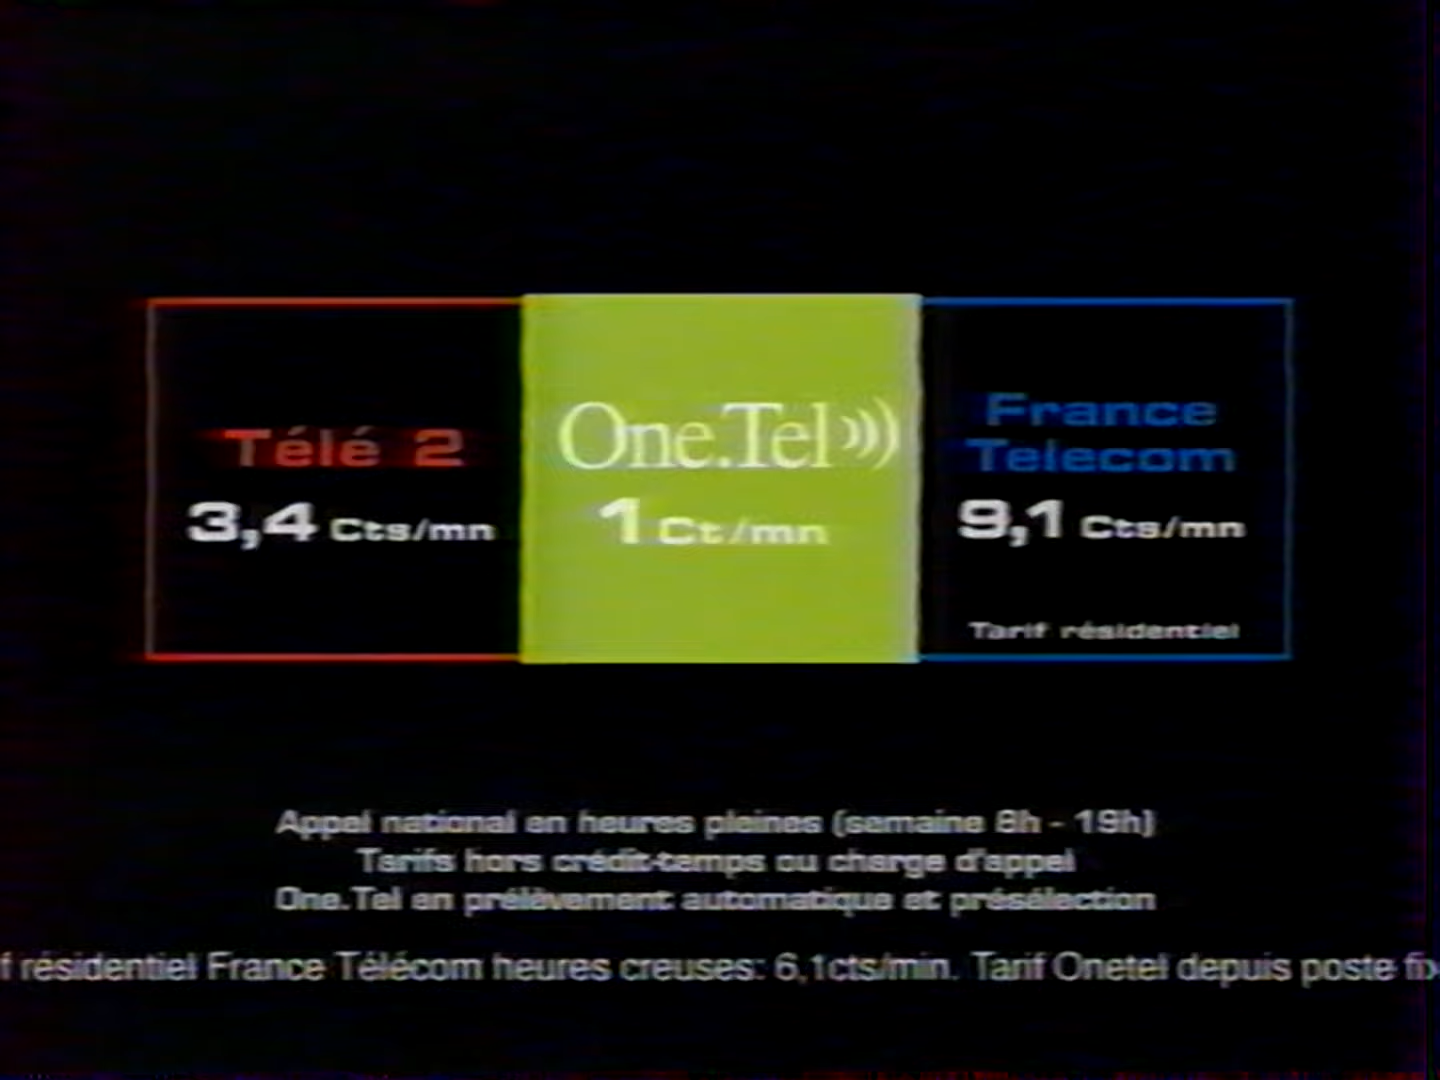 Télé 2
3,4 Cts/mn
One.Tel
1 Ct/mn
France
Telecom
9,1 Cts/mn
Tarif résidentiel
Appel national en heures pleines (semaine 8h - 19h)
Tarifs hors crédit-temps ou charge d'appel
One.Tel en prélèvement automatique et présélection
f résidentiel France Télécom heures creuses: 6,1cts/min. Tarif Onetel depuis poste